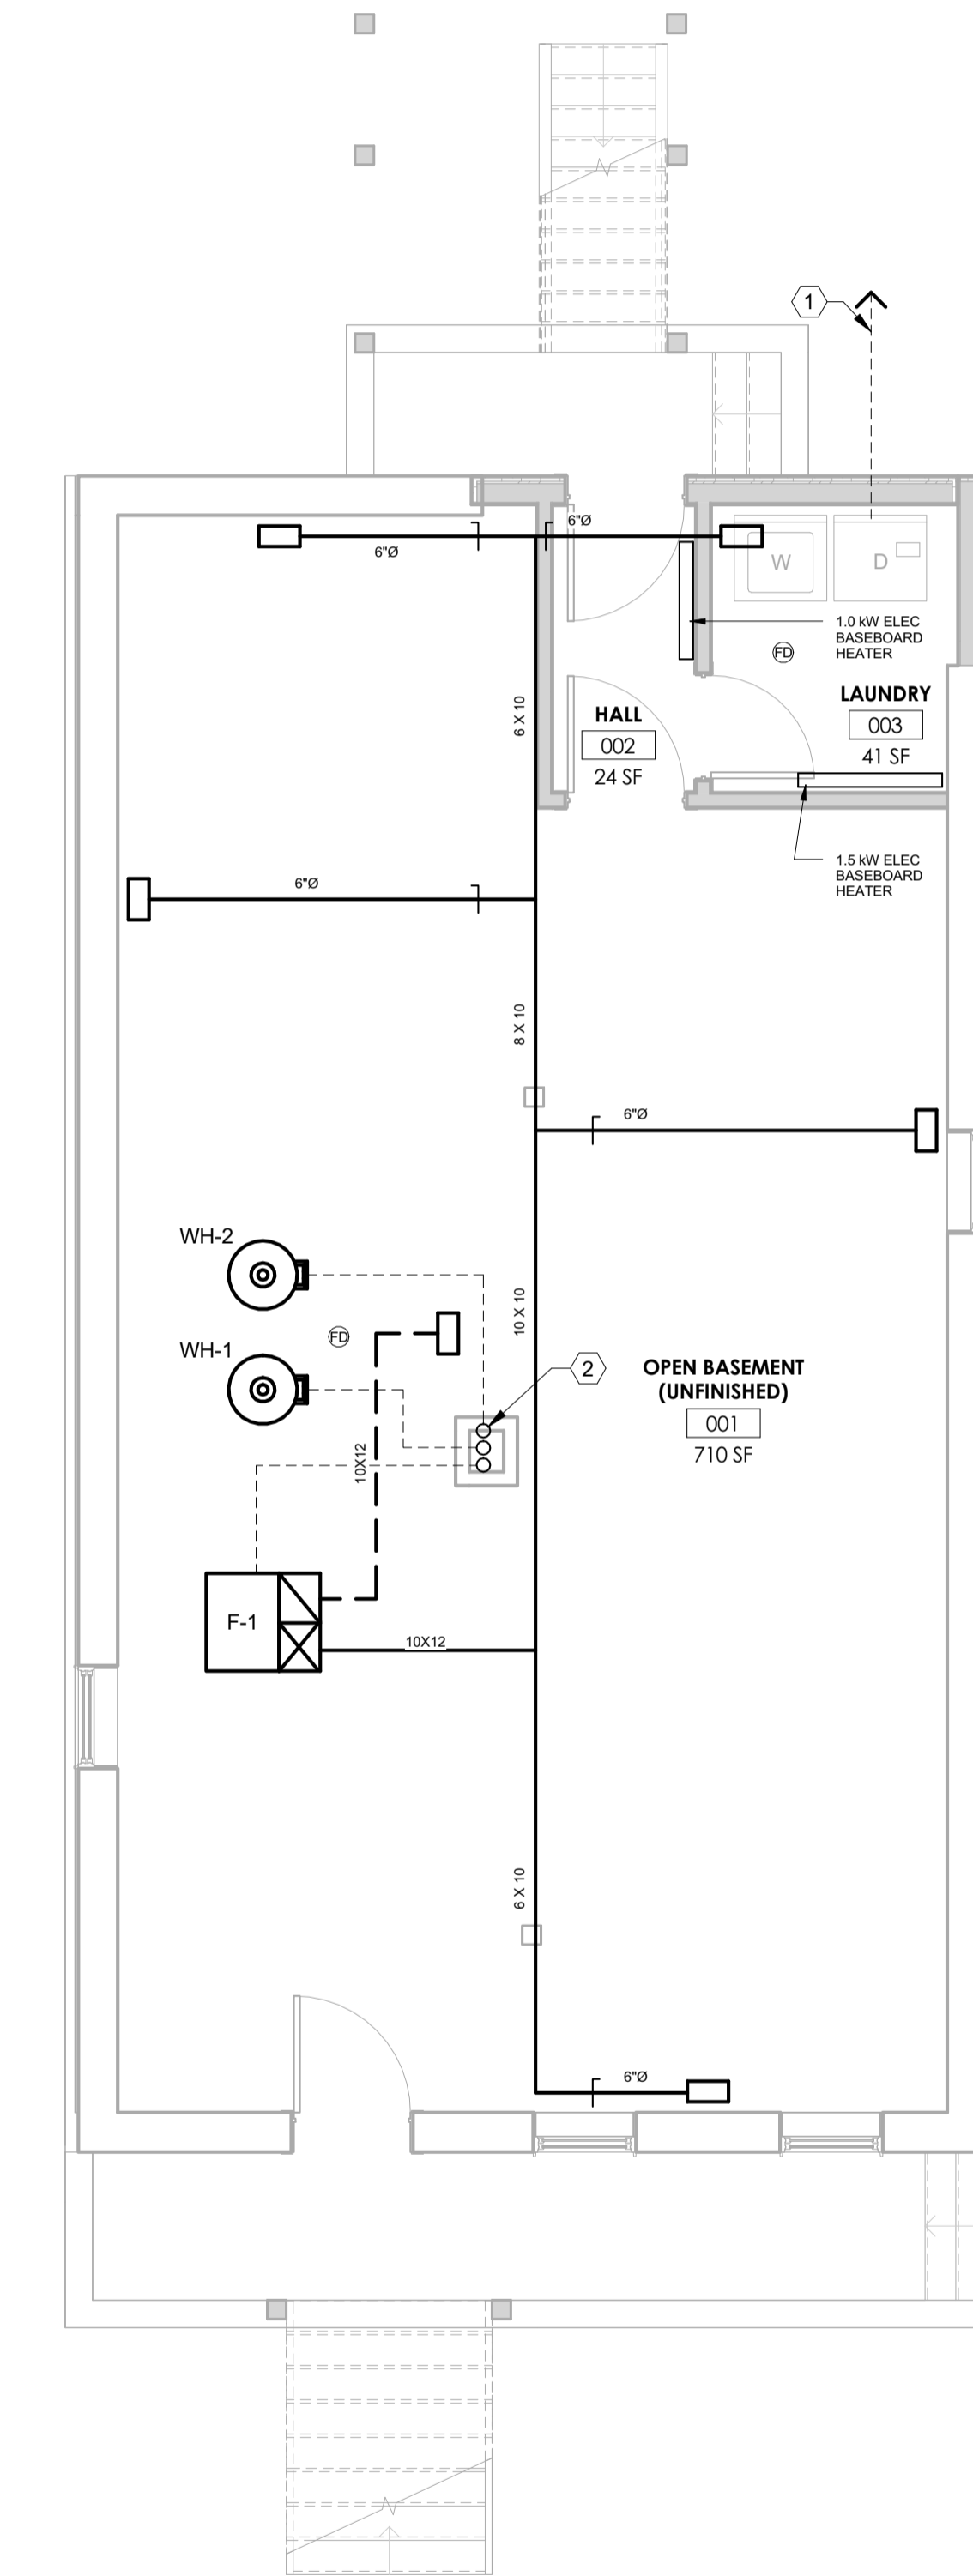 1
6"Ø
6"Ø
W
D
1.0 kW ELEC
BASEBOARD
HEATER
FD
LAUNDRY
003
41 SF
HALL
002
24 SF
6 X 10
1.5 kW ELEC
BASEBOARD
HEATER
6"Ø
8 X 10
6"Ø
WH-2
10 X 10
FD
WH-1
2
OPEN BASEMENT
(UNFINISHED)
001
710 SF
10X12
F-1
10X12
6 X 10
6"Ø